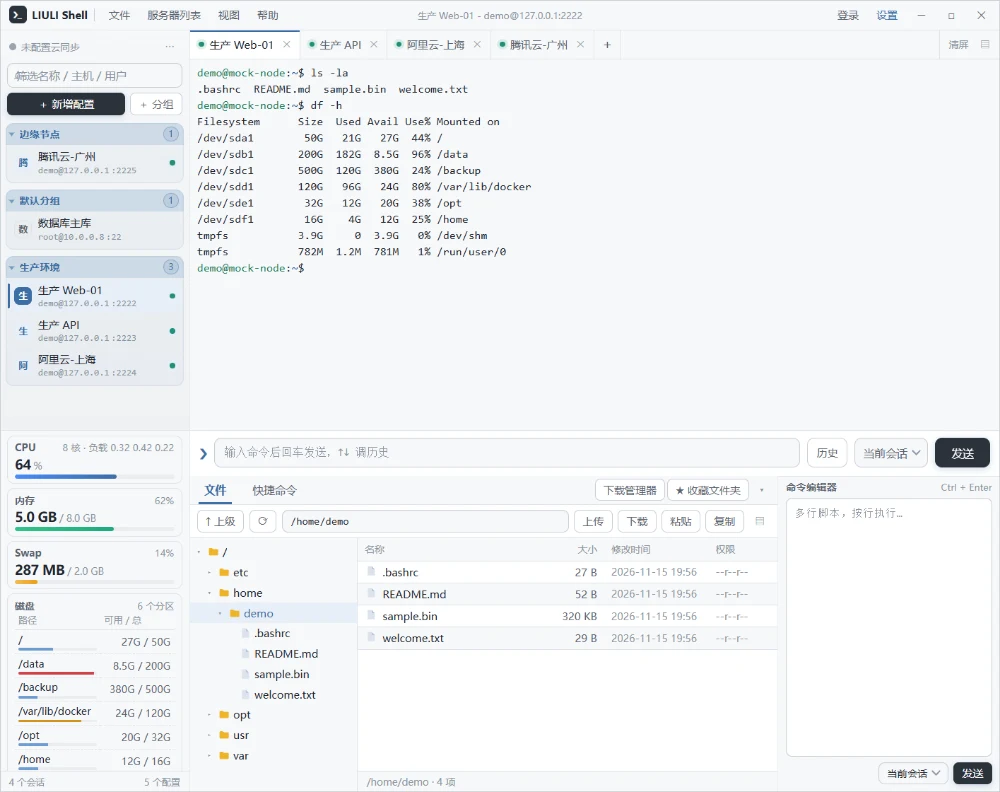 LIULI Shell 文件 服务器列表 视图 帮助 生产 Web-01 - demo@127.0.0.1:2222 登录 设置
未配置云同步 ···
筛选名称 / 主机 / 用户
+ 新增配置 + 分组
边缘节点 1
腾 腾讯云-广州
demo@127.0.0.1:2225
默认分组 1
数 数据库主库
root@10.0.0.8:22
生产环境 3
生 生产 Web-01
demo@127.0.0.1:2222
生 生产 API
demo@127.0.0.1:2223
阿 阿里云-上海
demo@127.0.0.1:2224
CPU 8 核 · 负载 0.32 0.42 0.22
64 %
内存 62%
5.0 GB / 8.0 GB
Swap 14%
287 MB / 2.0 GB
磁盘 6 个分区
路径 可用 / 总
/ 27G / 50G
/data 8.5G / 200G
/backup 380G / 500G
/var/lib/docker 24G / 120G
/opt 20G / 32G
/home 12G / 16G
4 个会话 5 个配置
生产 Web-01 × 生产 API × 阿里云-上海 × 腾讯云-广州 × + 清屏
demo@mock-node:~$ ls -la
.bashrc README.md sample.bin welcome.txt
demo@mock-node:~$ df -h
Filesystem Size Used Avail Use% Mounted on
/dev/sda1 50G 21G 27G 44% /
/dev/sdb1 200G 182G 8.5G 96% /data
/dev/sdc1 500G 120G 380G 24% /backup
/dev/sdd1 120G 96G 24G 80% /var/lib/docker
/dev/sde1 32G 12G 20G 38% /opt
/dev/sdf1 16G 4G 12G 25% /home
tmpfs 3.9G 0 3.9G 0% /dev/shm
tmpfs 782M 1.2M 781M 1% /run/user/0
demo@mock-node:~$
❯ 输入命令后回车发送，↑↓ 调历史 历史 当前会话 发送
文件 快捷命令 下载管理器 ★ 收藏文件夹
↑ 上级 /home/demo 上传 下载 粘贴 复制
/
etc
home
demo
.bashrc
README.md
sample.bin
welcome.txt
opt
usr
var
名称 大小 修改时间 权限
.bashrc 27 B 2026-11-15 19:56 --r--r--
README.md 52 B 2026-11-15 19:56 --r--r--
sample.bin 320 KB 2026-11-15 19:56 --r--r--
welcome.txt 29 B 2026-11-15 19:56 --r--r--
/home/demo · 4 项
命令编辑器 Ctrl + Enter
多行脚本，按行执行…
当前会话 发送